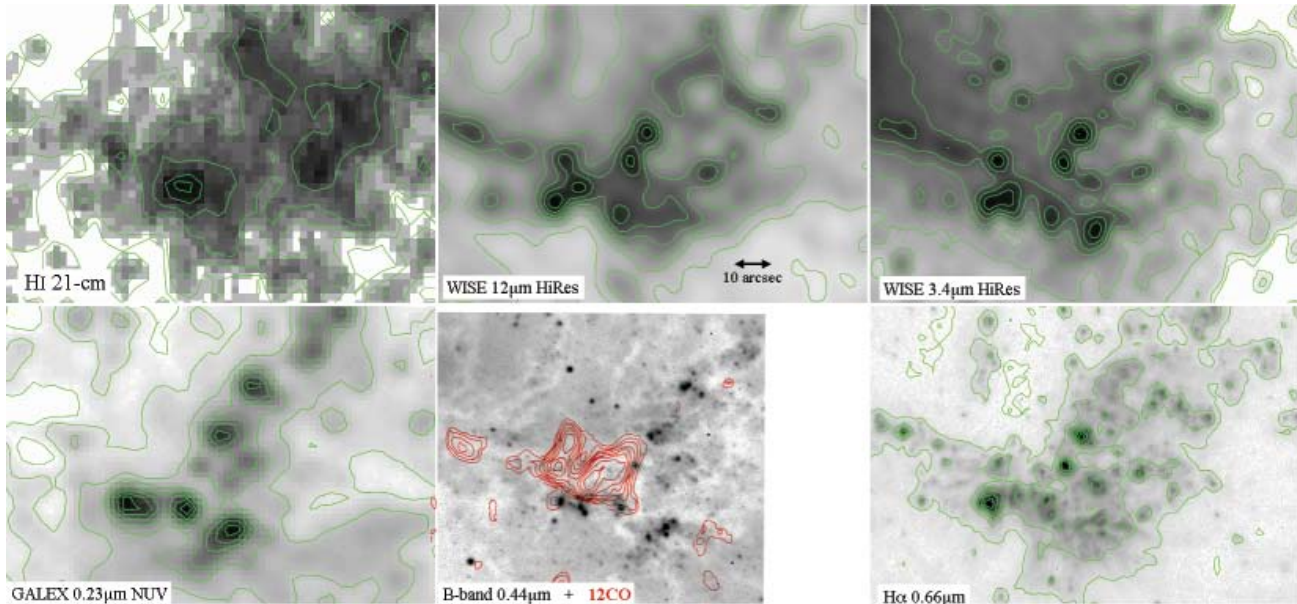 HI 21-cm
WISE 12μm HiRes
10 arcsec
WISE 3.4μm HiRes
GALEX 0.23μm NUV
B-band 0.44μm + 12CO
Hα 0.66μm